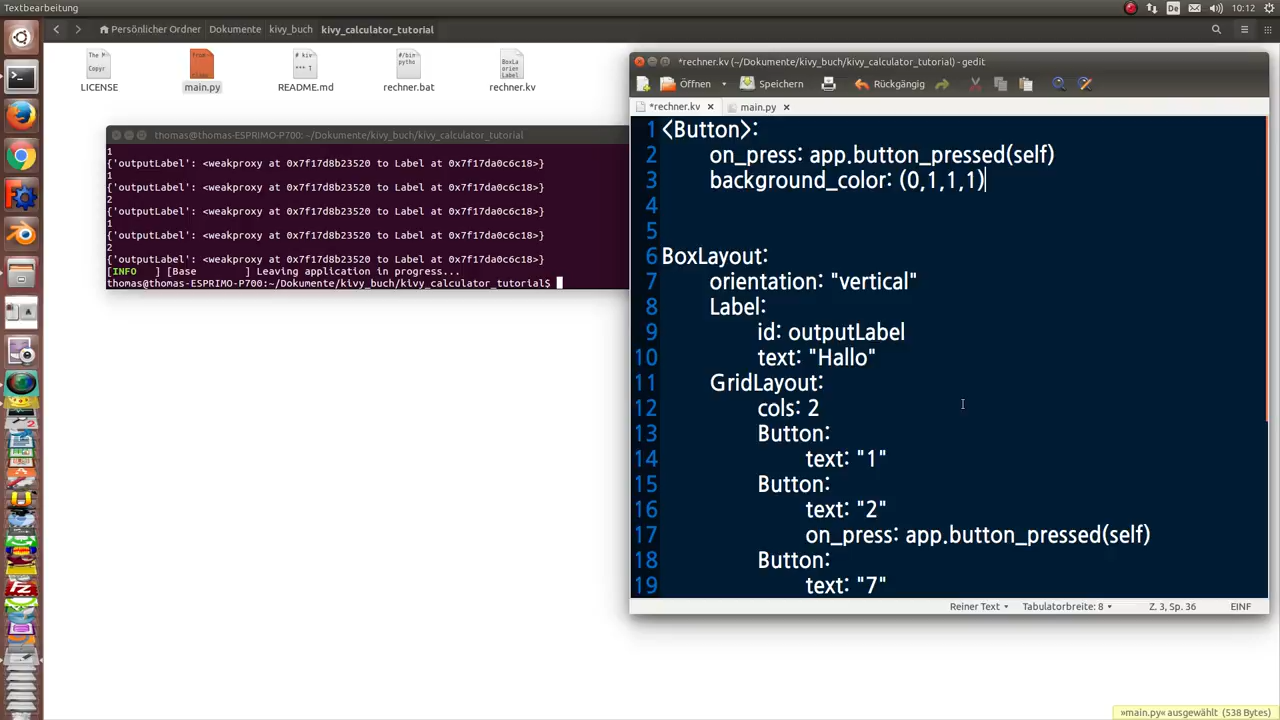 Textbearbeitung
De
10:12
Persönlicher Ordner
Dokumente
kivy_buch
kivy_calculator_tutorial
LICENSE
main.py
README.md
rechner.bat
rechner.kv
thomas@thomas-ESPRIMO-P700: ~/Dokumente/kivy_buch/kivy_calculator_tutorial
1
{'outputLabel': <weakproxy at 0x7f17d8b23520 to Label at 0x7f17da0c6c18>}
1
{'outputLabel': <weakproxy at 0x7f17d8b23520 to Label at 0x7f17da0c6c18>}
2
{'outputLabel': <weakproxy at 0x7f17d8b23520 to Label at 0x7f17da0c6c18>}
1
{'outputLabel': <weakproxy at 0x7f17d8b23520 to Label at 0x7f17da0c6c18>}
2
{'outputLabel': <weakproxy at 0x7f17d8b23520 to Label at 0x7f17da0c6c18>}
[INFO   ] [Base        ] Leaving application in progress...
thomas@thomas-ESPRIMO-P700:~/Dokumente/kivy_buch/kivy_calculator_tutorial$
*rechner.kv (~/Dokumente/kivy_buch/kivy_calculator_tutorial) - gedit
Öffnen Speichern Rückgängig
*rechner.kv × main.py ×
1 <Button>:
2 on_press: app.button_pressed(self)
3 background_color: (0,1,1,1)
4
5
6 BoxLayout:
7 orientation: "vertical"
8 Label:
9 id: outputLabel
10 text: "Hallo"
11 GridLayout:
12 cols: 2
13 Button:
14 text: "1"
15 Button:
16 text: "2"
17 on_press: app.button_pressed(self)
18 Button:
19 text: "7"
Reiner Text Tabulatorbreite: 8 Z. 3, Sp. 36 EINF
»main.py« ausgewählt (538 Bytes)